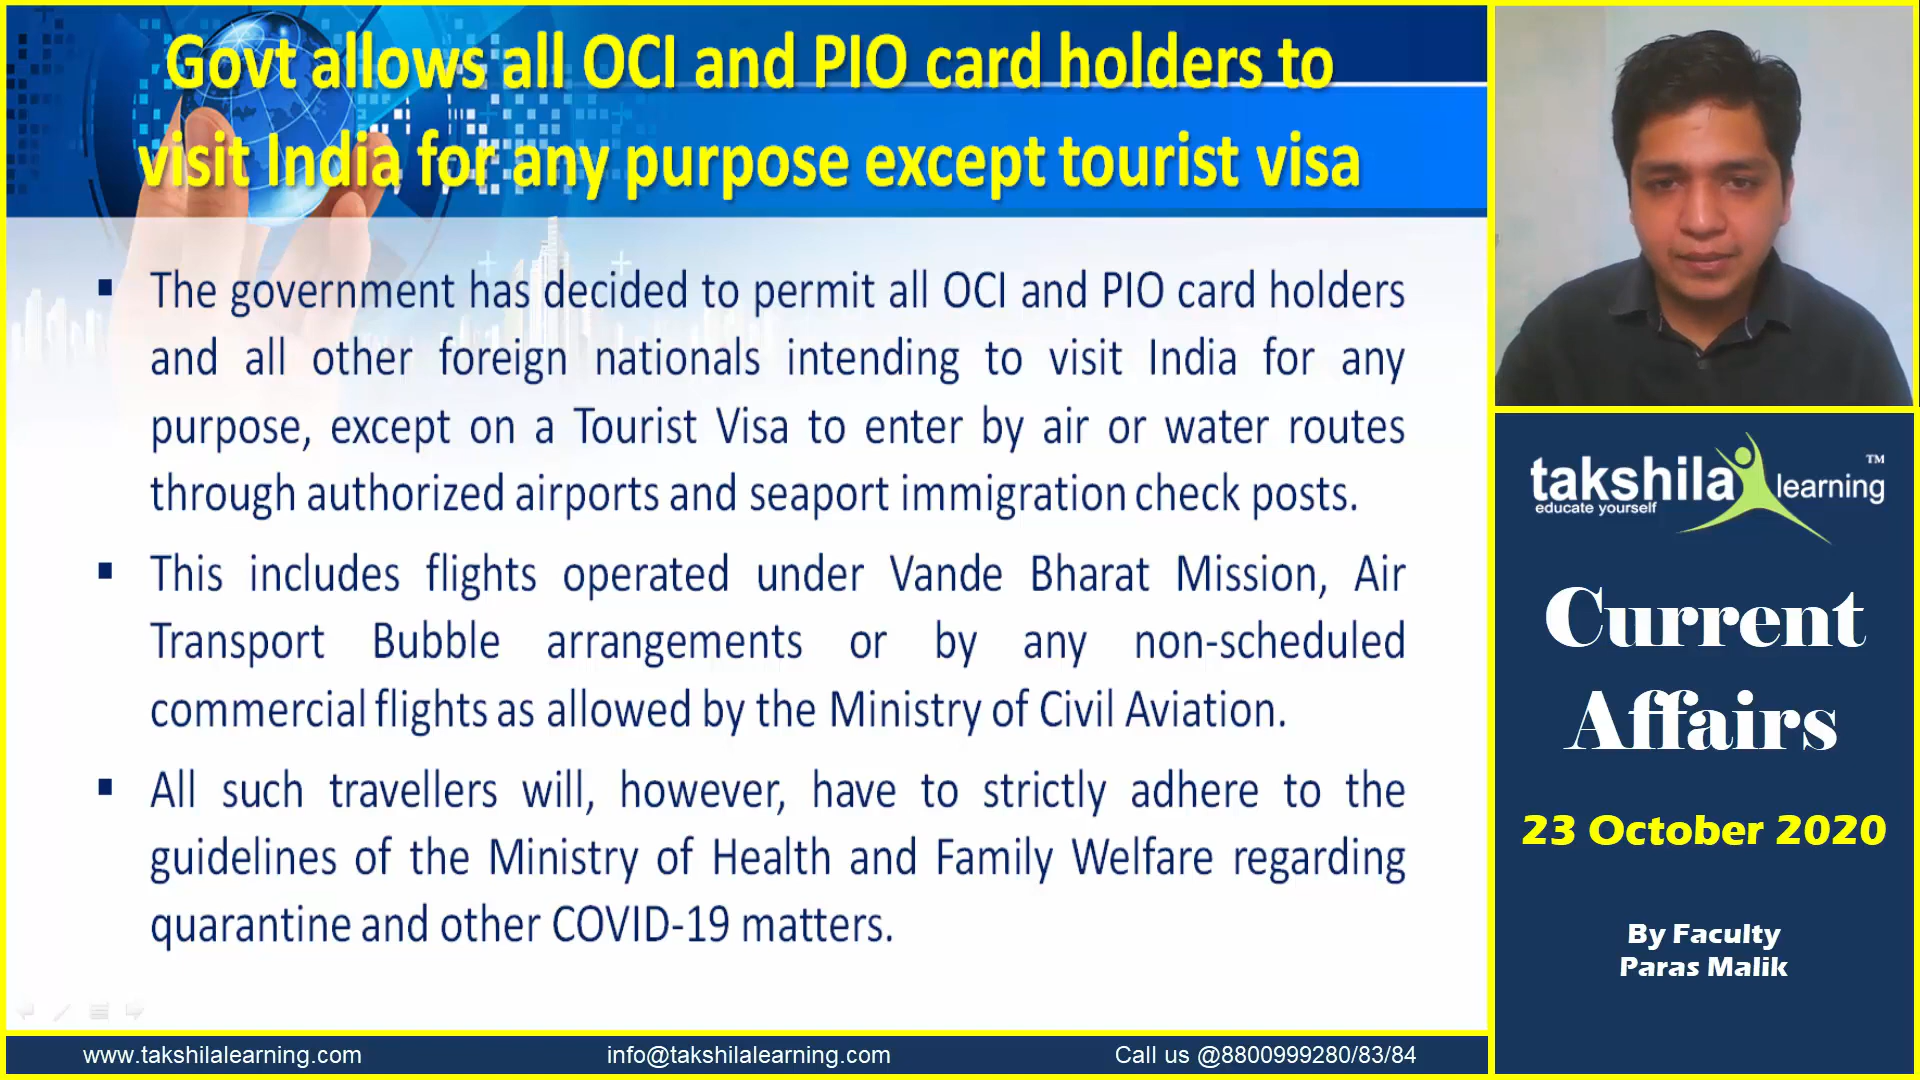 Govt allows all OCI and PIO card holders to
visit India for any purpose except tourist visa
▪ The government has decided to permit all OCI and PIO card holders
and all other foreign nationals intending to visit India for any
purpose, except on a Tourist Visa to enter by air or water routes
through authorized airports and seaport immigration check posts.
▪ This includes flights operated under Vande Bharat Mission, Air
Transport Bubble arrangements or by any non-scheduled
commercial flights as allowed by the Ministry of Civil Aviation.
▪ All such travellers will, however, have to strictly adhere to the
guidelines of the Ministry of Health and Family Welfare regarding
quarantine and other COVID-19 matters.
takshila learning ™
educate yourself
Current
Affairs
23 October 2020
By Faculty
Paras Malik
www.takshilalearning.com info@takshilalearning.com Call us @8800999280/83/84